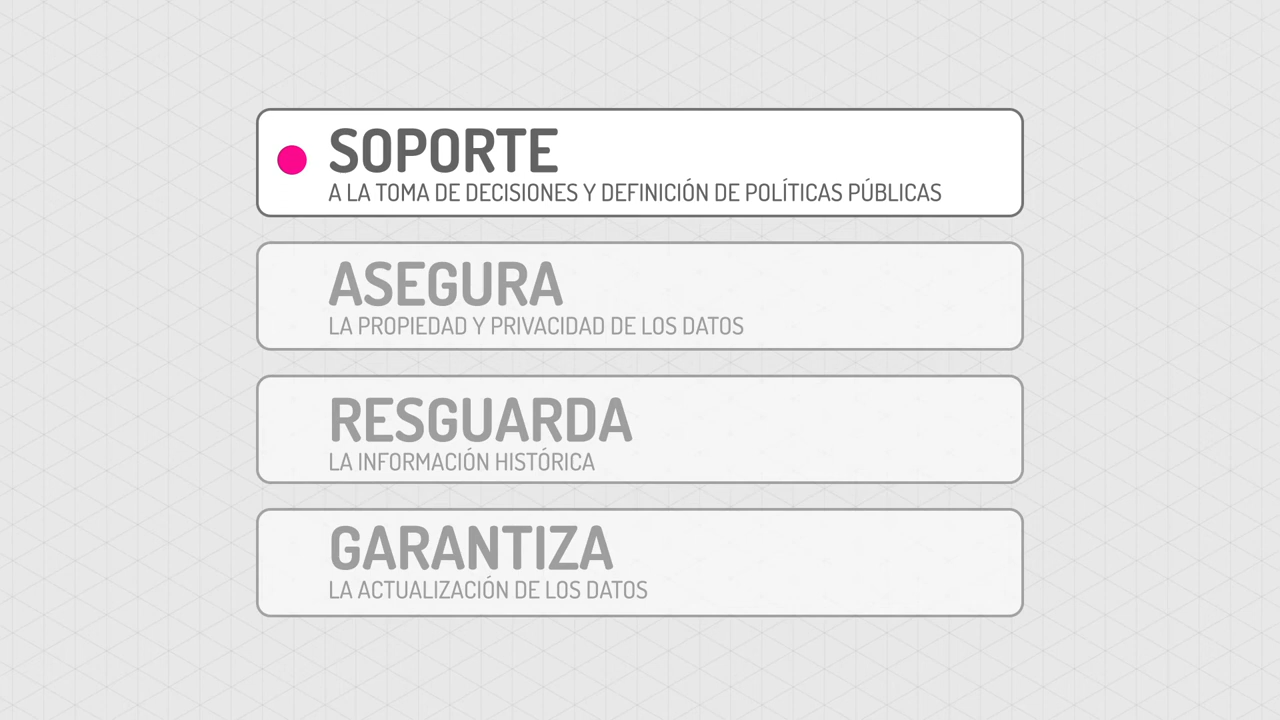 SOPORTE
A LA TOMA DE DECISIONES Y DEFINICIÓN DE POLÍTICAS PÚBLICAS
ASEGURA
LA PROPIEDAD Y PRIVACIDAD DE LOS DATOS
RESGUARDA
LA INFORMACIÓN HISTÓRICA
GARANTIZA
LA ACTUALIZACIÓN DE LOS DATOS